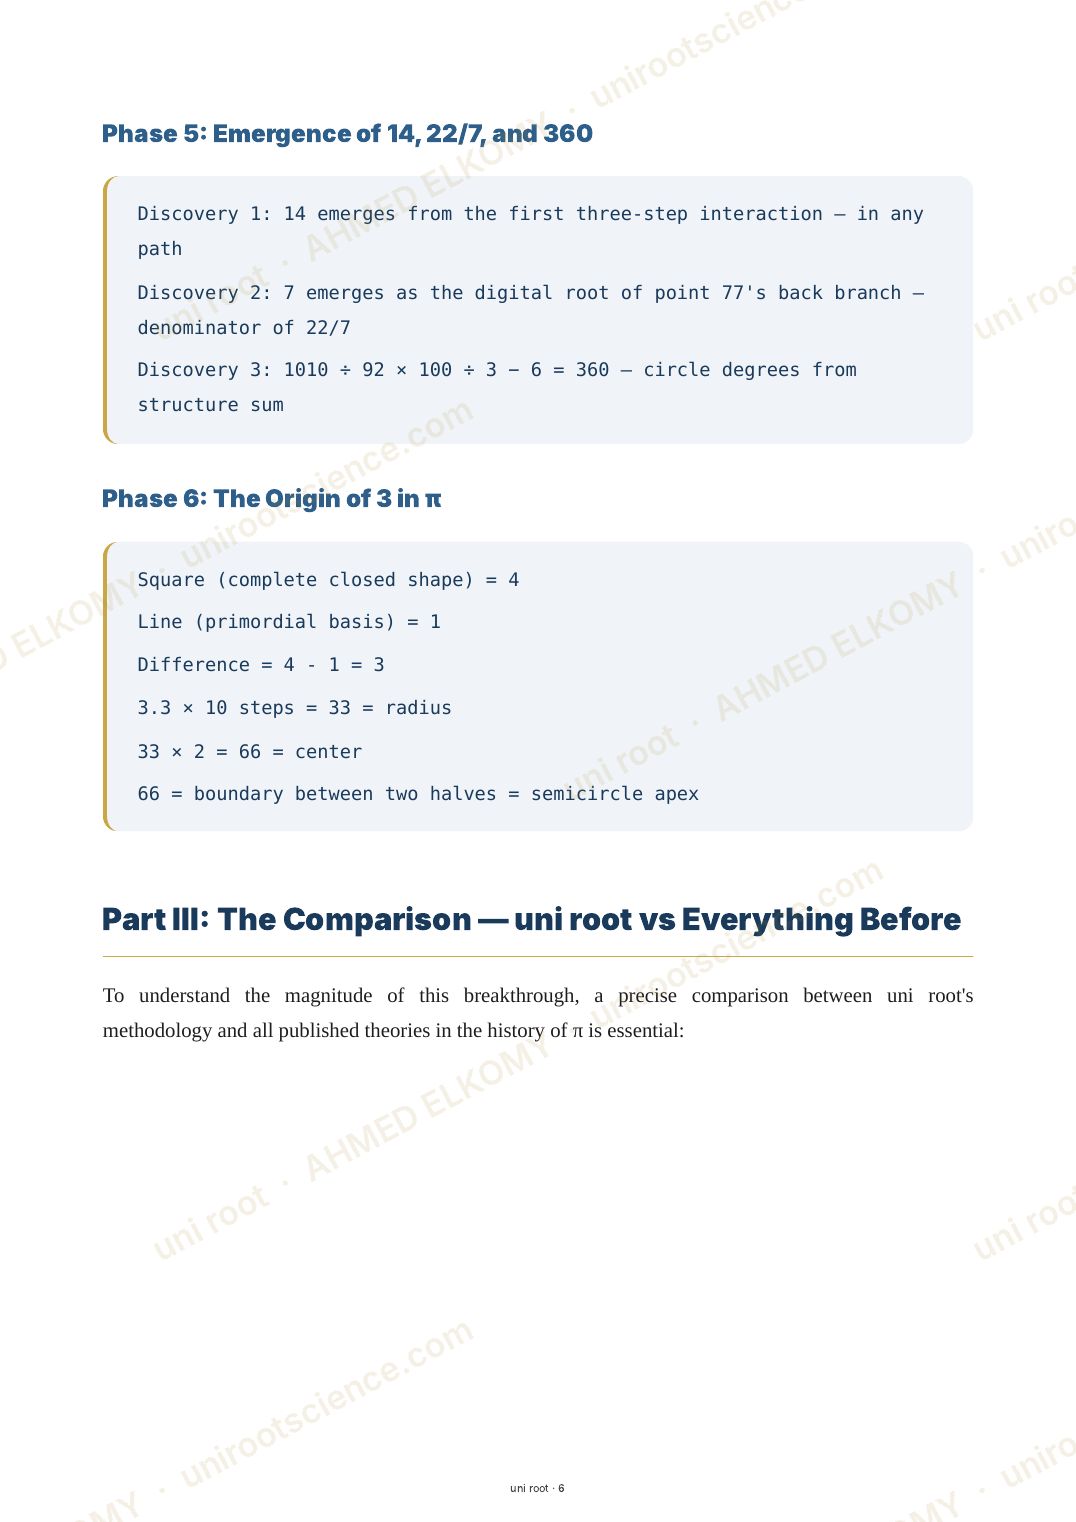 Phase 5: Emergence of 14, 22/7, and 360
Discovery 1: 14 emerges from the first three-step interaction — in any
path
Discovery 2: 7 emerges as the digital root of point 77's back branch —
denominator of 22/7
Discovery 3: 1010 ÷ 92 × 100 ÷ 3 − 6 = 360 — circle degrees from
structure sum
Phase 6: The Origin of 3 in π
Square (complete closed shape) = 4
Line (primordial basis) = 1
Difference = 4 - 1 = 3
3.3 × 10 steps = 33 = radius
33 × 2 = 66 = center
66 = boundary between two halves = semicircle apex
Part III: The Comparison — uni root vs Everything Before
To understand the magnitude of this breakthrough, a precise comparison between uni root's
methodology and all published theories in the history of π is essential:
uni root · AHMED ELKOMY · unirootscience.com
uni root · 6